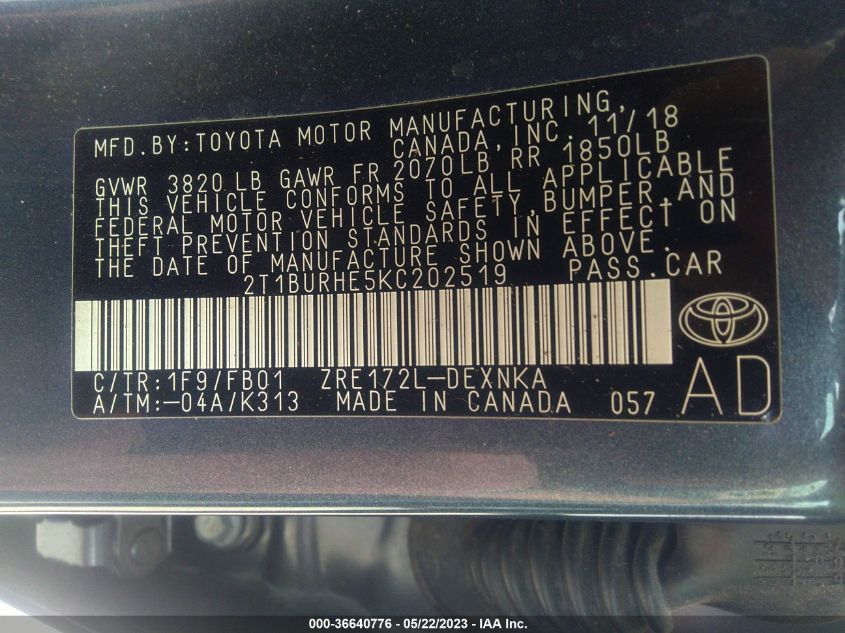 MFD.BY:TOYOTA MOTOR MANUFACTURING,
CANADA,INC. 11/18
GVWR 3820 LB GAWR FR 2070LB RR 1850LB
THIS VEHICLE CONFORMS TO ALL APPLICABLE
FEDERAL MOTOR VEHICLE SAFETY,BUMPER,AND
THEFT PREVENTION STANDARDS IN EFFECT ON
THE DATE OF MANUFACTURE SHOWN ABOVE.
2T1BURHE5KC202519 PASS.CAR
C/TR:1F9/FB01 ZRE172L-DEXNKA
A/TM:-04A/K313 MADE IN CANADA 057 AD
000-36640776 - 05/22/2023 - IAA Inc.